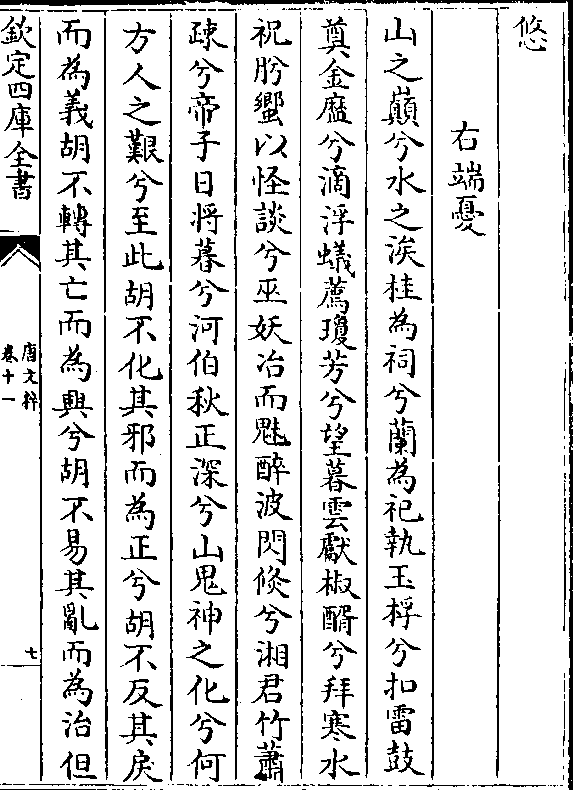 悠
右端憂
山之巔兮水之涘桂為祠兮蘭為祀執玉桴兮扣雷鼓
奠金罍兮滴浮蟻薦瓊芳兮望暮雲獻椒醑兮拜寒水
祝肸蠁以怪談兮巫妖冶而魅醉波閃倐兮湘君竹蕭
疎兮帝子日將暮兮河伯秋正深兮山鬼神之化兮何
方人之艱兮至此胡不化其邪而為正兮胡不反其戾
而為義胡不轉其亡而為興兮胡不易其亂而為治但
欽定四庫全書
唐文粹
卷十一
七